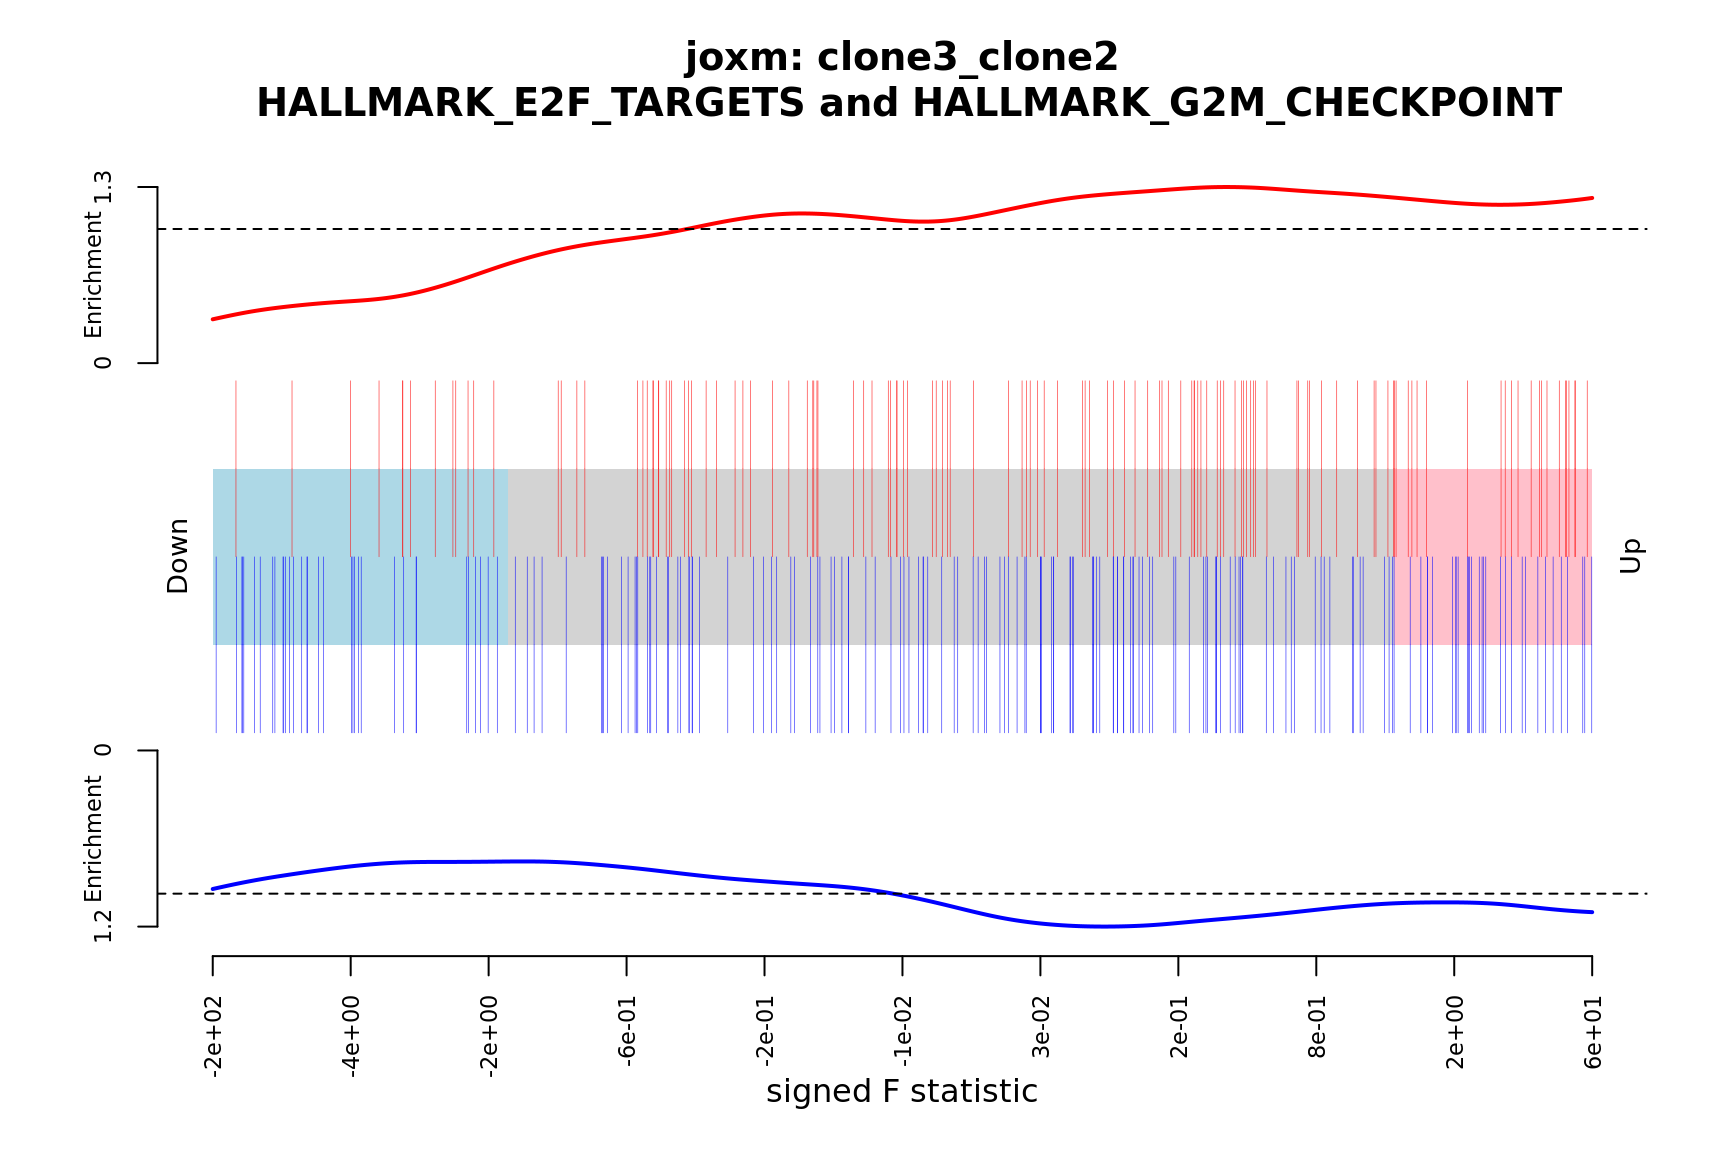 joxm: clone3_clone2
HALLMARK_E2F_TARGETS and HALLMARK_G2M_CHECKPOINT
1.3
Enrichment
0
Down
Up
0
Enrichment
1.2
-2e+02
-4e+00
-2e+00
-6e-01
-2e-01
-1e-02
3e-02
2e-01
8e-01
2e+00
6e+01
signed F statistic